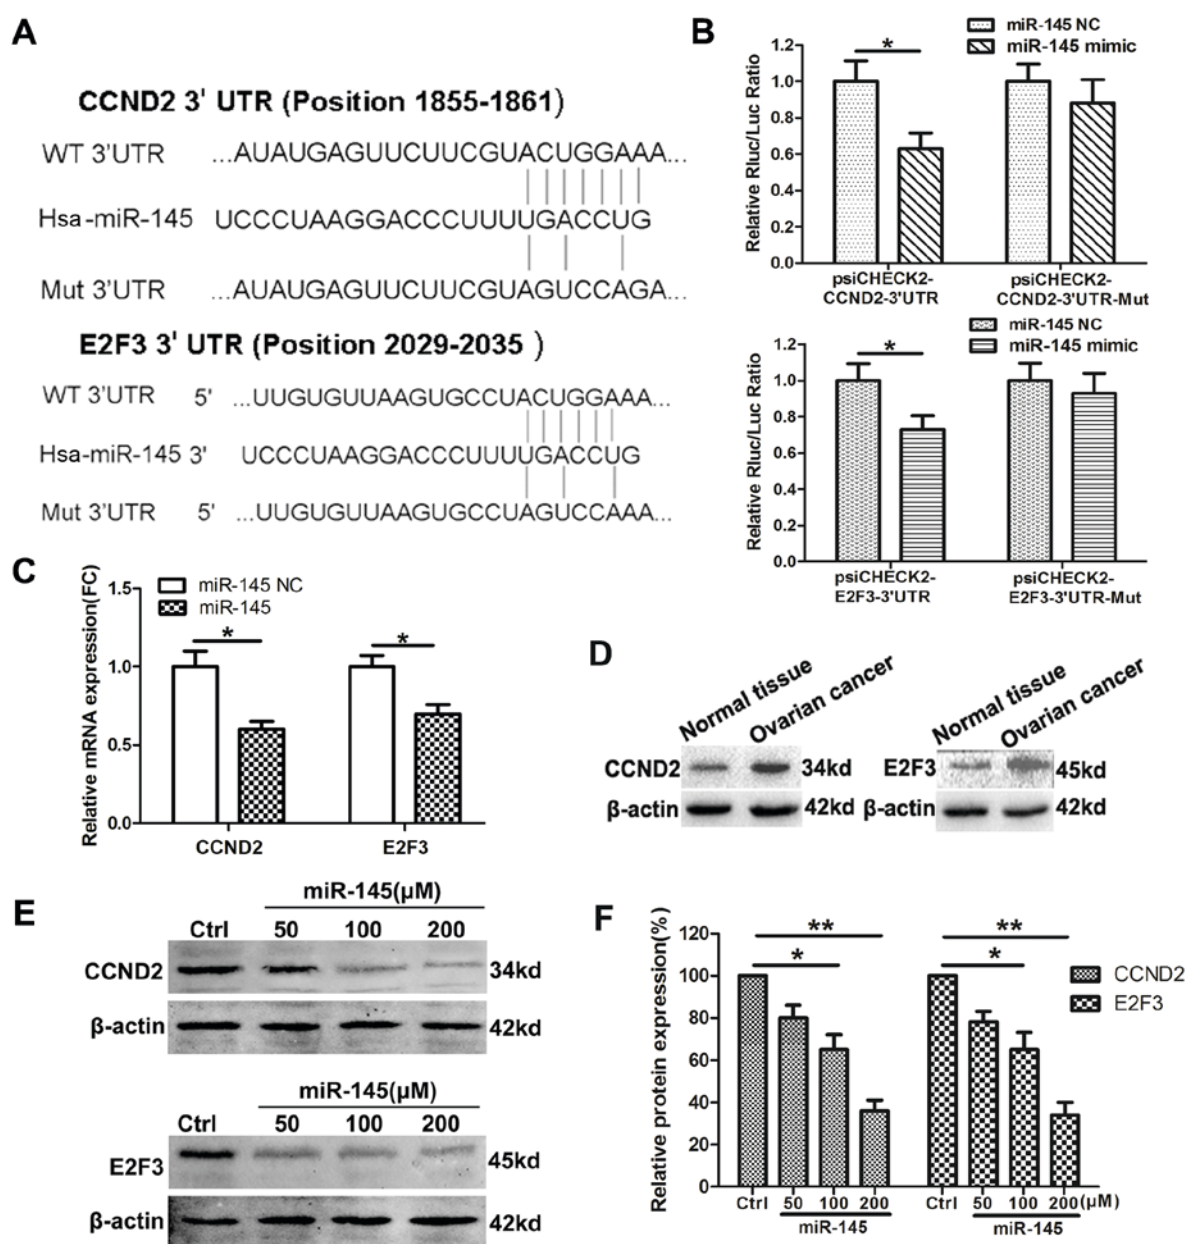 A
CCND2 3' UTR (Position 1855-1861)
WT 3'UTR ...AUAUGAGUUCUUCGUACUGGAAA...
Hsa-miR-145 UCCCUAAGGACCCUUUUUGACCUG
Mut 3'UTR ...AUAUGAGUUCUUCGUAGUCCAGA...
E2F3 3' UTR (Position 2029-2035 )
WT 3'UTR 5' ...UUGUGUUAAGUGCCUACUGGAAA...
Hsa-miR-145 3' UCCCUAAGGACCCUUUUUGACCUG
Mut 3'UTR 5' ...UUGUGUUAAGUGCCUAGUCCAAA...
B
miR-145 NC
miR-145 mimic
Relative Rluc/Luc Ratio
1.2
1.0
0.8
0.6
0.4
0.2
0.0
*
psiCHECK2-
CCND2-3'UTR
psiCHECK2-
CCND2-3'UTR-Mut
miR-145 NC
miR-145 mimic
Relative Rluc/Luc Ratio
1.2
1.0
0.8
0.6
0.4
0.2
0.0
*
psiCHECK2-
E2F3-3'UTR
psiCHECK2-
E2F3-3'UTR-Mut
C
miR-145 NC
miR-145
Relative mRNA expression(FC)
1.5
1.0
0.5
0.0
*
*
CCND2
E2F3
D
Normal tissue
Ovarian cancer
CCND2 34kd
β-actin 42kd
Normal tissue
Ovarian cancer
E2F3 45kd
β-actin 42kd
E
miR-145(μM)
Ctrl 50 100 200
CCND2 34kd
β-actin 42kd
miR-145(μM)
Ctrl 50 100 200
E2F3 45kd
β-actin 42kd
F
Relative protein expression(%)
120
100
80
60
40
20
0
**
*
**
*
CCND2
E2F3
Ctrl 50 100 200 Ctrl 50 100 200(μM)
miR-145 miR-145